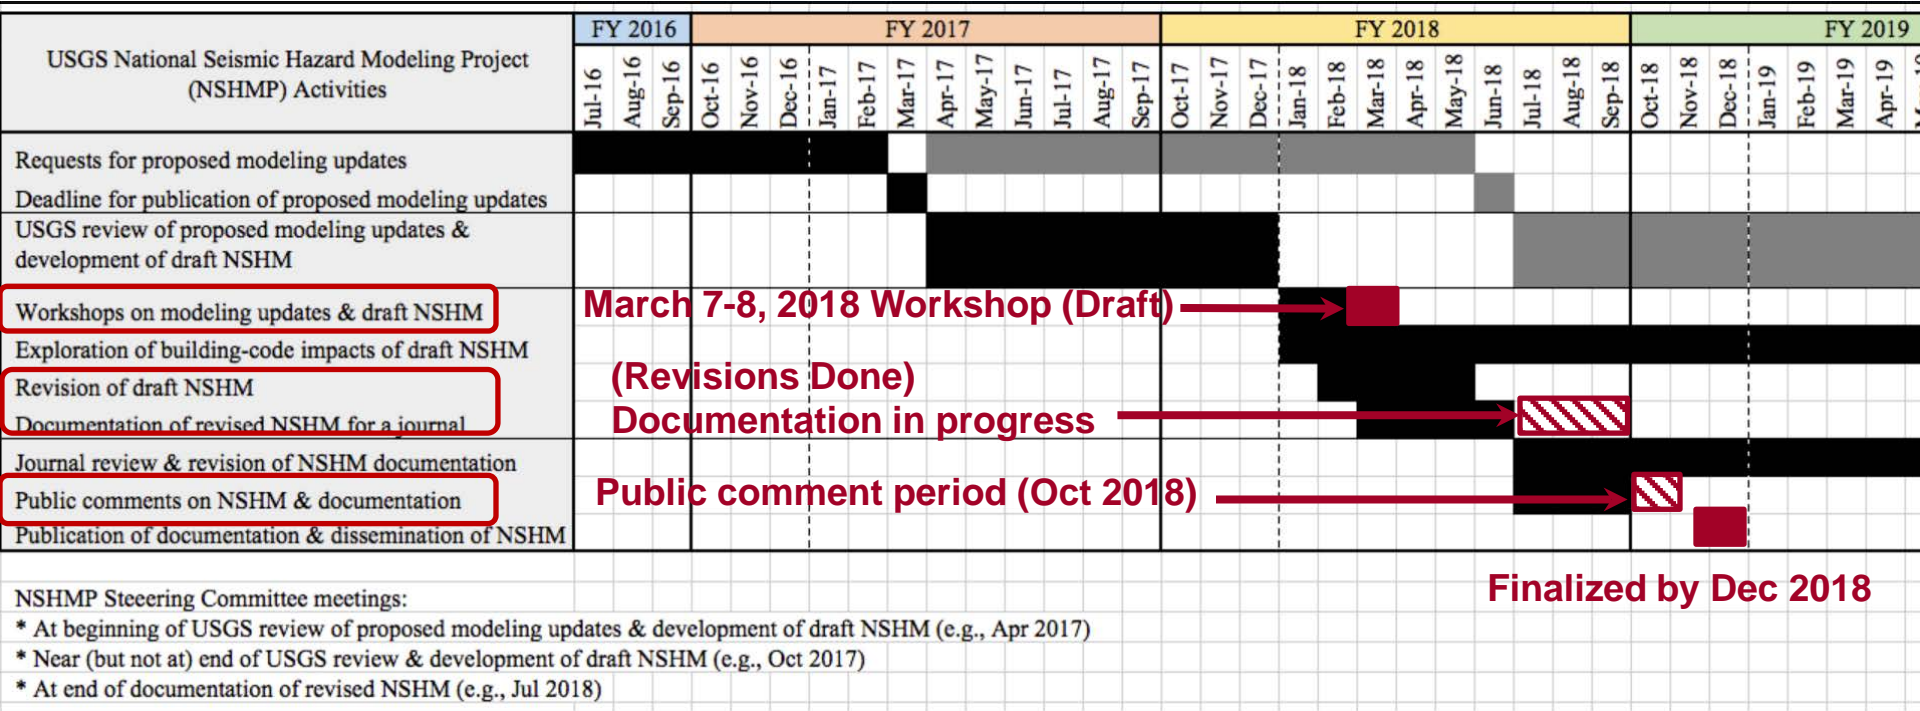 FY 2016 FY 2017 FY 2018 FY 2019
USGS National Seismic Hazard Modeling Project
(NSHMP) Activities
Jul-16 Aug-16 Sep-16 Oct-16 Nov-16 Dec-16 Jan-17 Feb-17 Mar-17 Apr-17 May-17 Jun-17 Jul-17 Aug-17 Sep-17 Oct-17 Nov-17 Dec-17 Jan-18 Feb-18 Mar-18 Apr-18 May-18 Jun-18 Jul-18 Aug-18 Sep-18 Oct-18 Nov-18 Dec-18 Jan-19 Feb-19 Mar-19 Apr-19
Requests for proposed modeling updates
Deadline for publication of proposed modeling updates
USGS review of proposed modeling updates &
development of draft NSHM
Workshops on modeling updates & draft NSHM
March 7-8, 2018 Workshop (Draft)
Exploration of building-code impacts of draft NSHM
Revision of draft NSHM
(Revisions Done)
Documentation of revised NSHM for a journal
Documentation in progress
Journal review & revision of NSHM documentation
Public comments on NSHM & documentation
Public comment period (Oct 2018)
Publication of documentation & dissemination of NSHM
Finalized by Dec 2018
NSHMP Steeering Committee meetings:
* At beginning of USGS review of proposed modeling updates & development of draft NSHM (e.g., Apr 2017)
* Near (but not at) end of USGS review & development of draft NSHM (e.g., Oct 2017)
* At end of documentation of revised NSHM (e.g., Jul 2018)